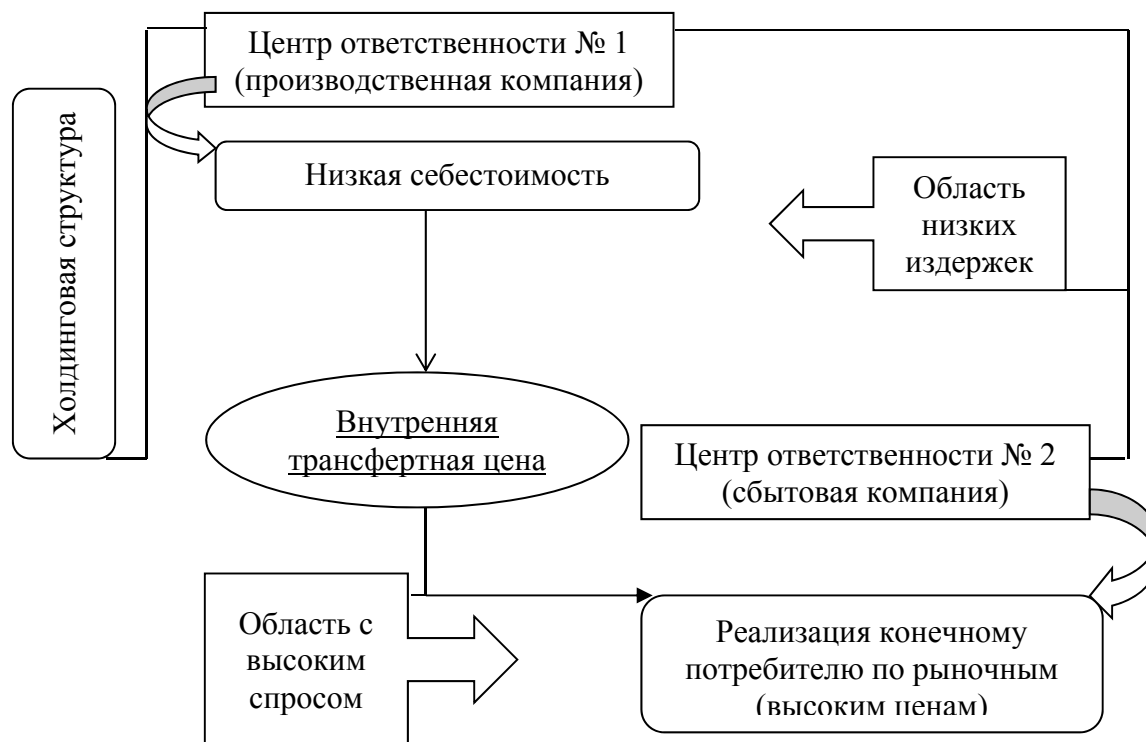 Центр ответственности № 1
(производственная компания)
Холдинговая структура
Низкая себестоимость
Область
низких
издержек
Внутренняя
трансфертная цена
Центр ответственности № 2
(сбытовая компания)
Область с
высоким
спросом
Реализация конечному
потребителю по рыночным
(высоким ценам)